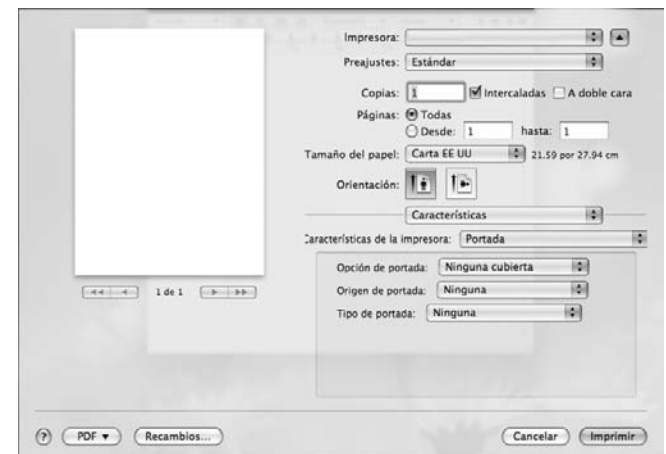 Impresora:
Preajustes: Estándar
Copias: 1 Intercaladas A doble cara
Páginas: Todas
Desde: 1 hasta: 1
Tamaño del papel: Carta EE UU 21.59 por 27.94 cm
Orientación:
Características
Características de la impresora: Portada
Opción de portada: Ninguna cubierta
Origen de portada: Ninguna
Tipo de portada: Ninguna
1 de 1
? PDF Recambios... Cancelar Imprimir